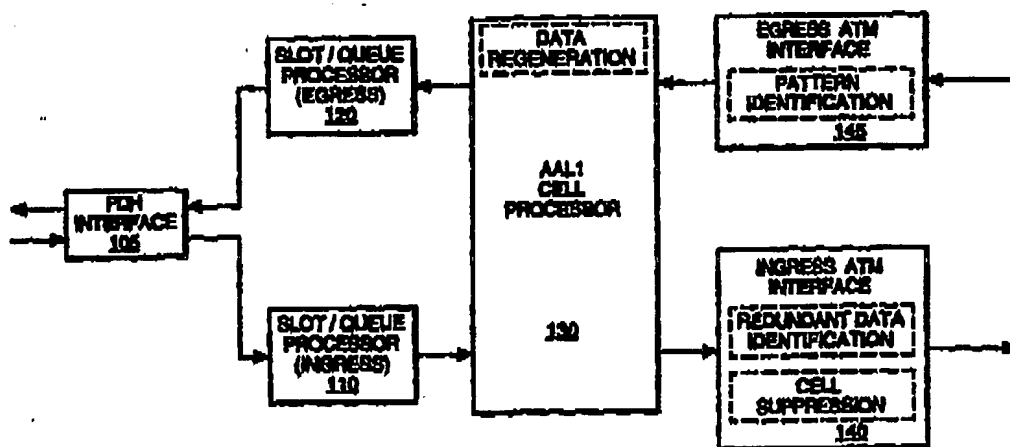 SLOT / QUEUE
PROCESSOR
(EGRESS)
120
DATA
REGENERATION
EGRESS ATM
INTERFACE
PATTERN
IDENTIFICATION
145
PDH
INTERFACE
105
AAL1
CELL
PROCESSOR
130
SLOT / QUEUE
PROCESSOR
(INGRESS)
110
INGRESS ATM
INTERFACE
REDUNDANT DATA
IDENTIFICATION
CELL
SUPPRESSION
140